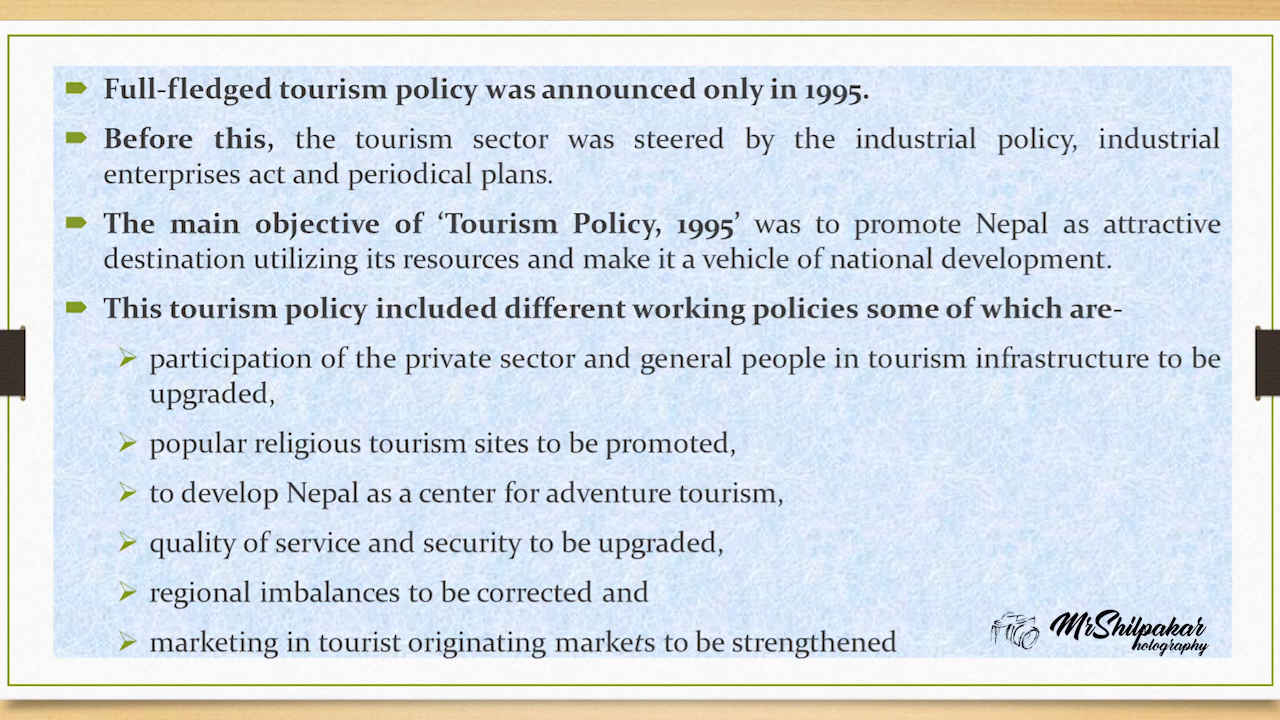 Full-fledged tourism policy was announced only in 1995.
Before this, the tourism sector was steered by the industrial policy, industrial
enterprises act and periodical plans.
The main objective of ‘Tourism Policy, 1995’ was to promote Nepal as attractive
destination utilizing its resources and make it a vehicle of national development.
This tourism policy included different working policies some of which are-
participation of the private sector and general people in tourism infrastructure to be
upgraded,
popular religious tourism sites to be promoted,
to develop Nepal as a center for adventure tourism,
quality of service and security to be upgraded,
regional imbalances to be corrected and
marketing in tourist originating markets to be strengthened
MrShilpakar
hotography